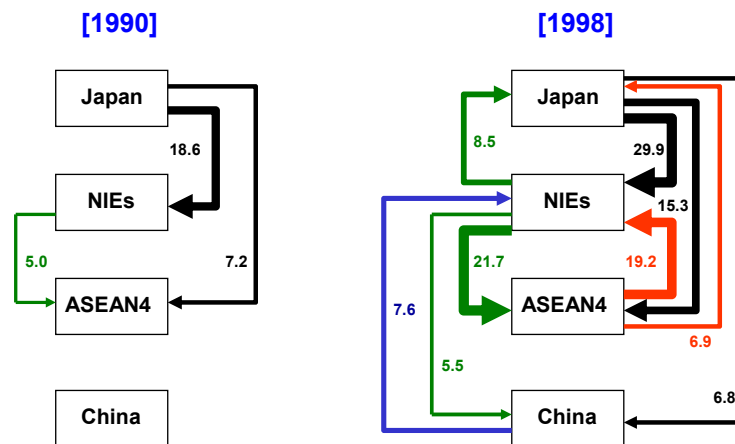 [1990]
[1998]
Japan
18.6
NIEs
5.0
7.2
ASEAN4
China
Japan
8.5
29.9
NIEs
15.3
21.7
19.2
ASEAN4
7.6
6.9
5.5
6.8
China